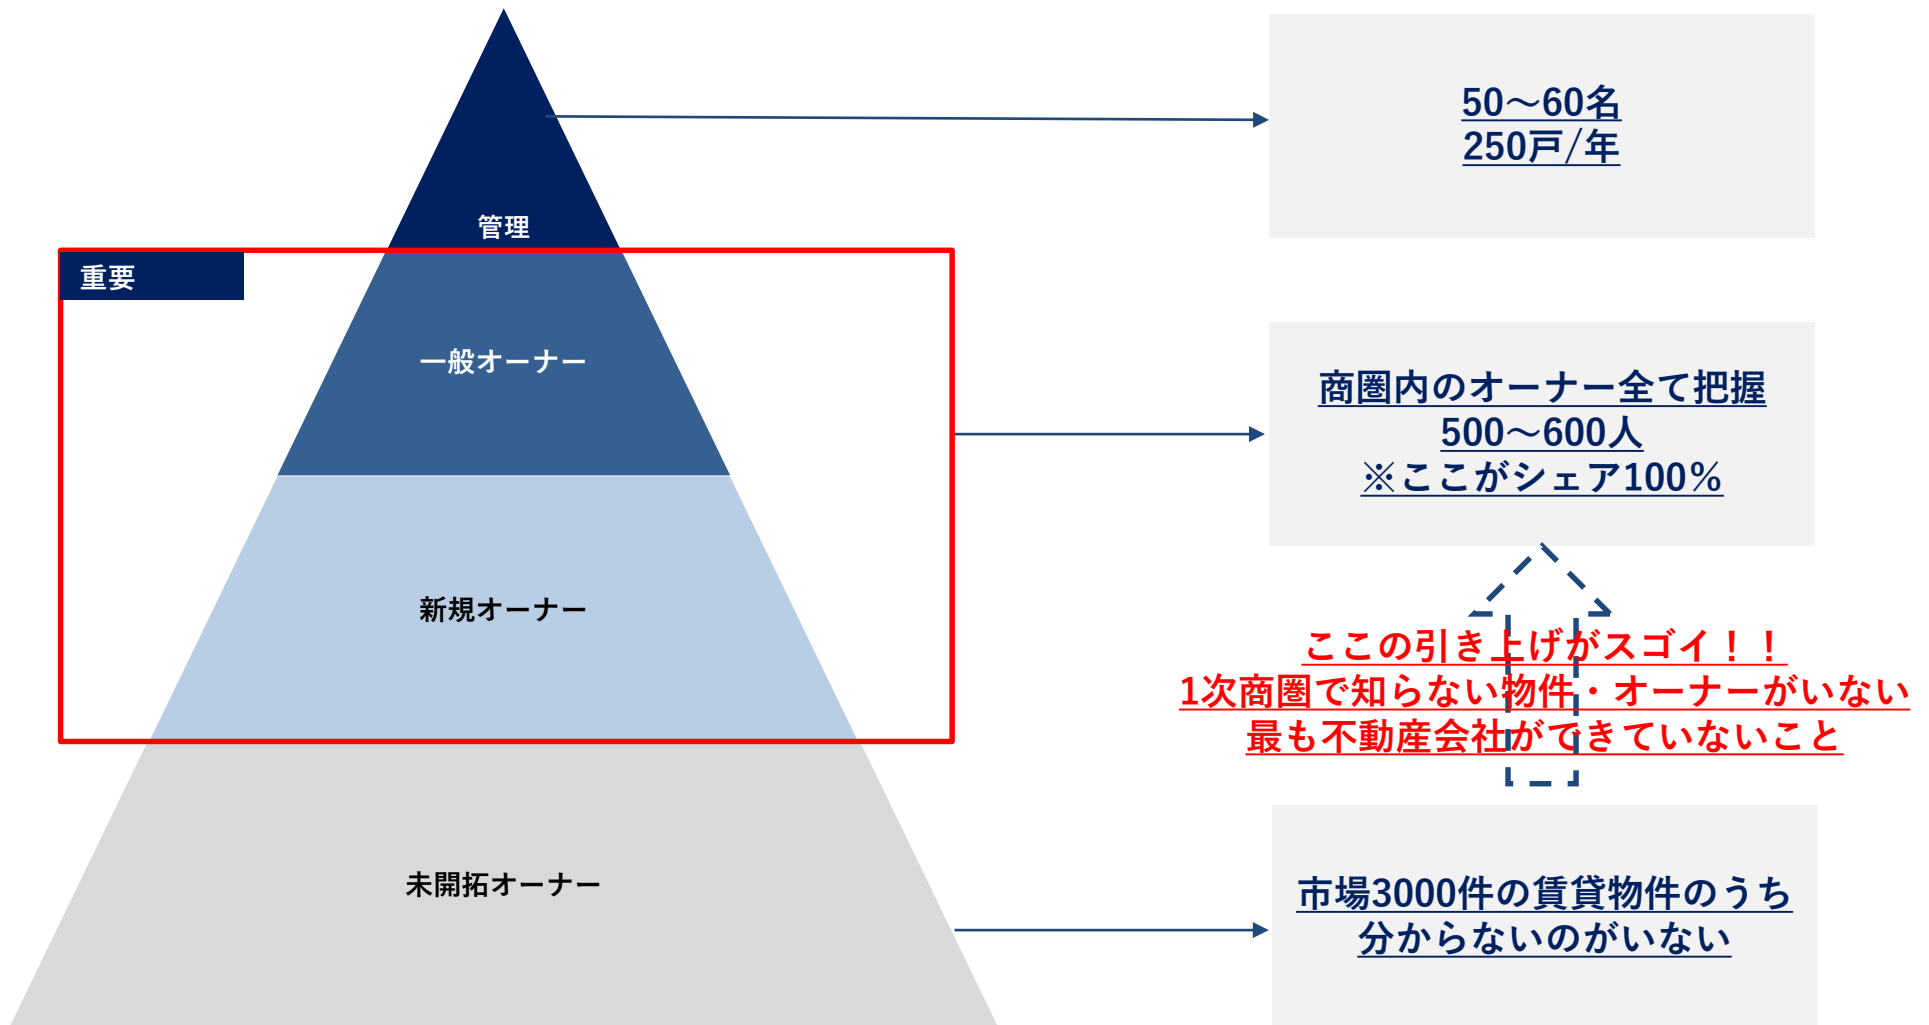 管理
重要
一般オーナー
新規オーナー
未開拓オーナー
50～60名
250戸/年
商圏内のオーナー全て把握
500～600人
※ここがシェア100％
ここの引き上げがスゴイ！！
1次商圏で知らない物件・オーナーがいない
最も不動産会社ができていないこと
市場3000件の賃貸物件のうち
分からないのがいない